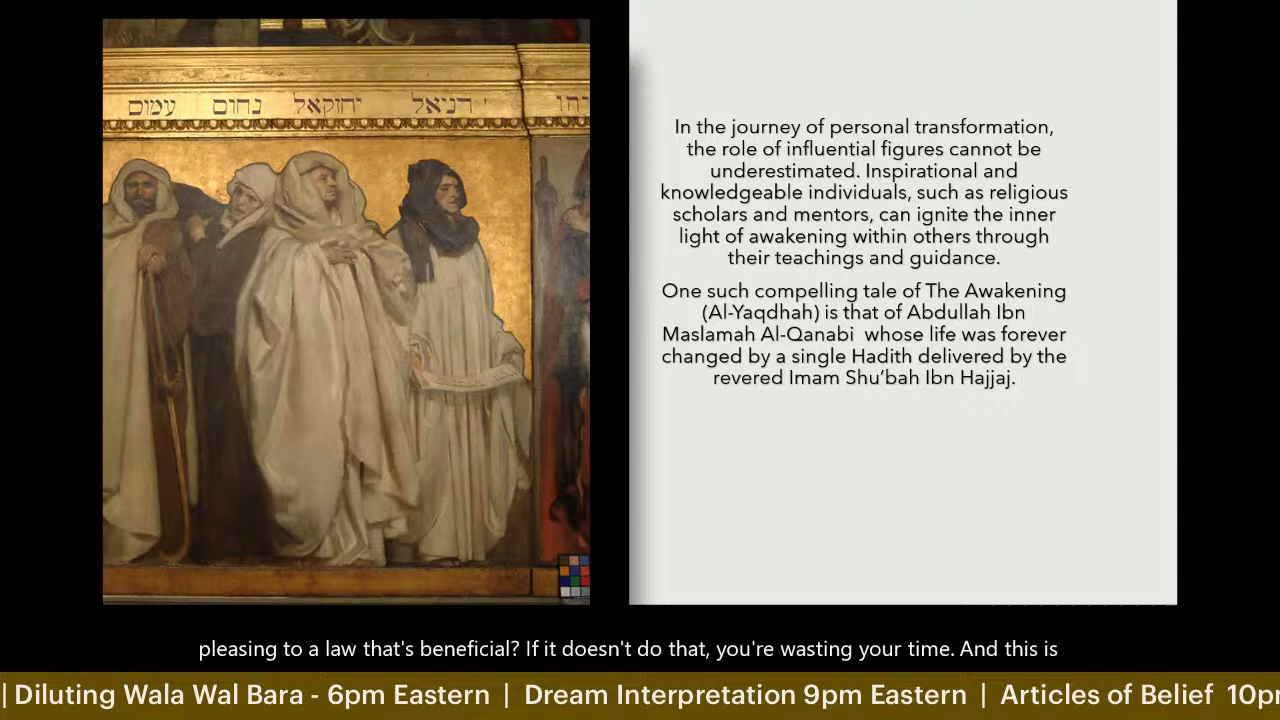 עמוס נחום יחזקאל דניאל
In the journey of personal transformation,
the role of influential figures cannot be
underestimated. Inspirational and
knowledgeable individuals, such as religious
scholars and mentors, can ignite the inner
light of awakening within others through
their teachings and guidance.
One such compelling tale of The Awakening
(Al-Yaqdhah) is that of Abdullah Ibn
Maslamah Al-Qanabi whose life was forever
changed by a single Hadith delivered by the
revered Imam Shu’bah Ibn Hajjaj.
pleasing to a law that's beneficial? If it doesn't do that, you're wasting your time. And this is
| Diluting Wala Wal Bara - 6pm Eastern | Dream Interpretation 9pm Eastern | Articles of Belief